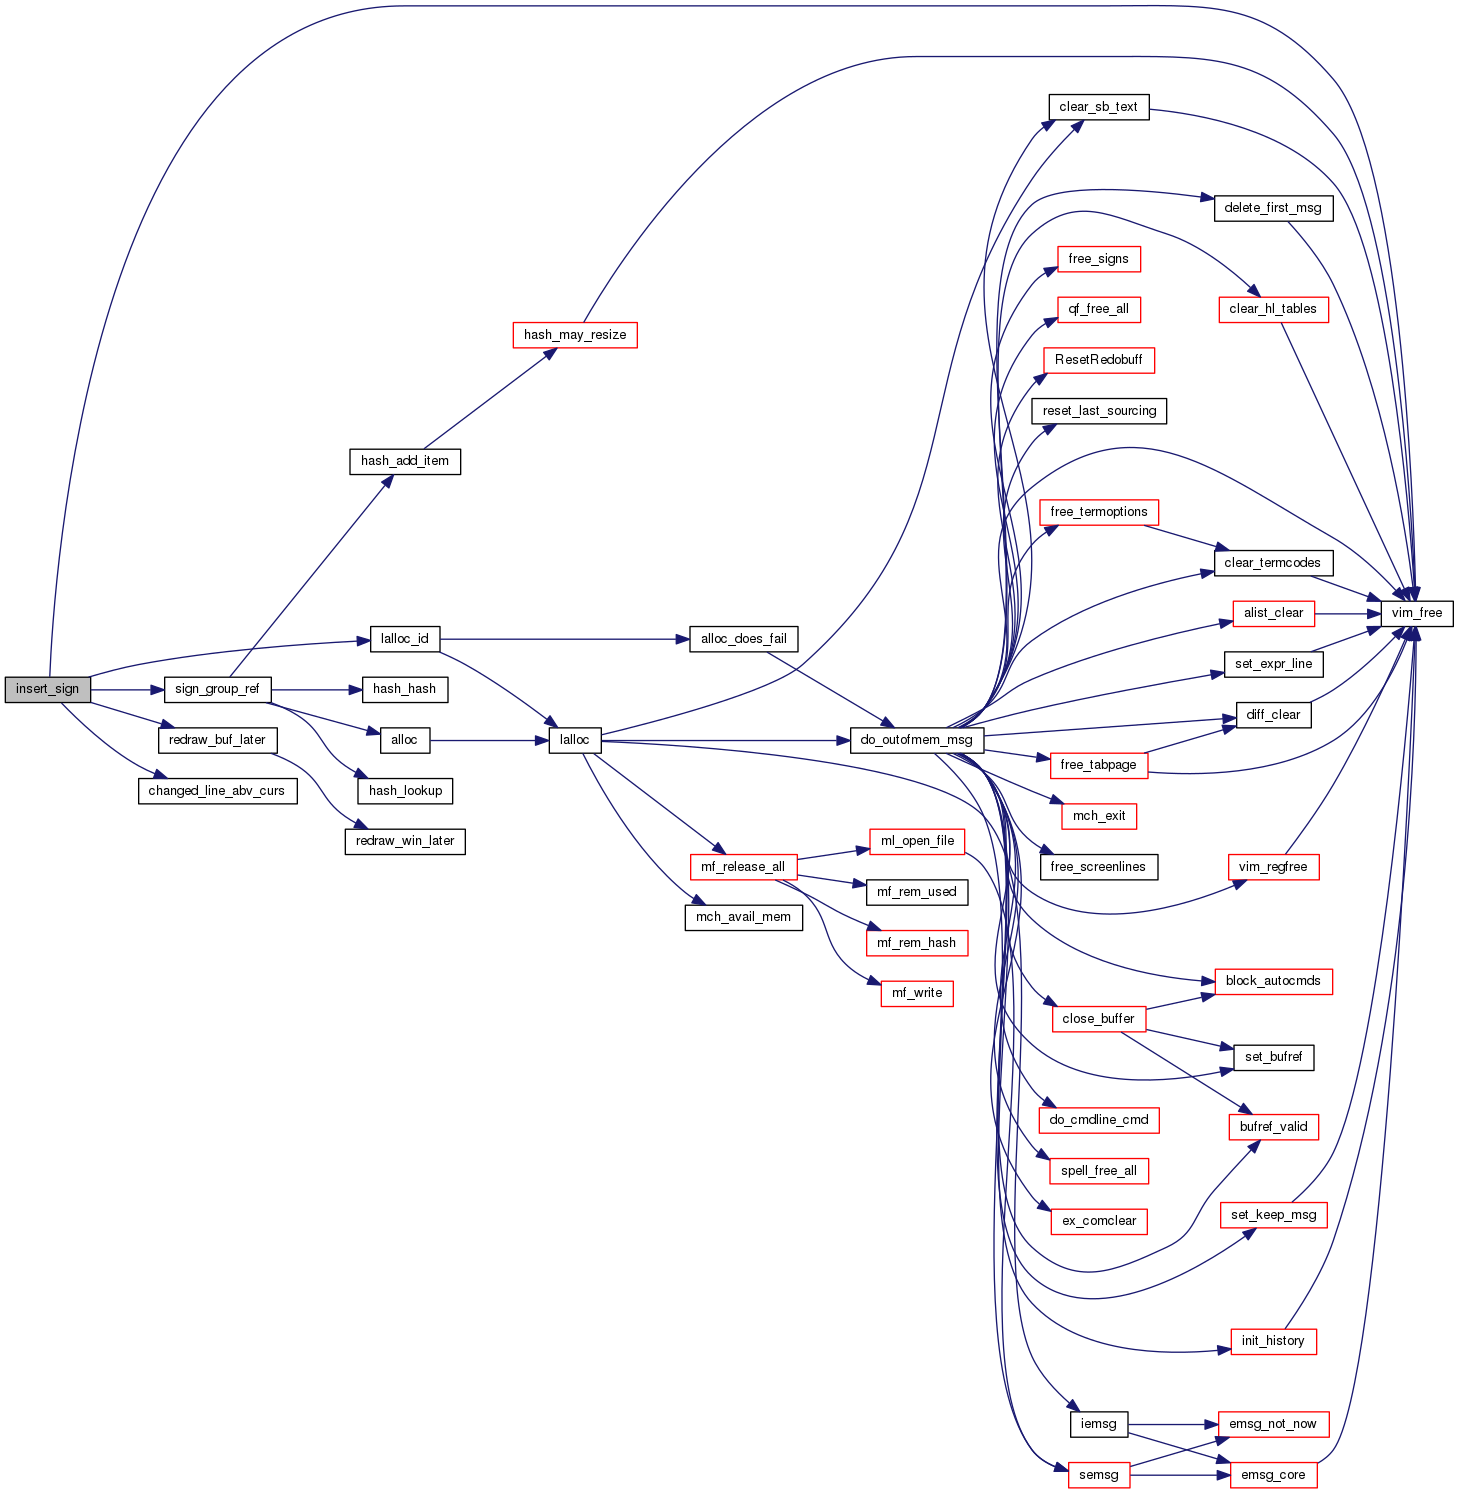 clear_sb_text
delete_first_msg
free_signs
qf_free_all
clear_hl_tables
hash_may_resize
ResetRedobuff
reset_last_sourcing
hash_add_item
free_termoptions
clear_termcodes
alist_clear
vim_free
lalloc_id
alloc_does_fail
set_expr_line
insert_sign
sign_group_ref
hash_hash
diff_clear
redraw_buf_later
alloc
lalloc
do_outofmem_msg
free_tabpage
changed_line_abv_curs
hash_lookup
mch_exit
redraw_win_later
ml_open_file
mf_release_all
free_screenlines
vim_regfree
mf_rem_used
mch_avail_mem
mf_rem_hash
block_autocmds
mf_write
close_buffer
set_bufref
do_cmdline_cmd
bufref_valid
spell_free_all
ex_comclear
set_keep_msg
init_history
iemsg
emsg_not_now
semsg
emsg_core